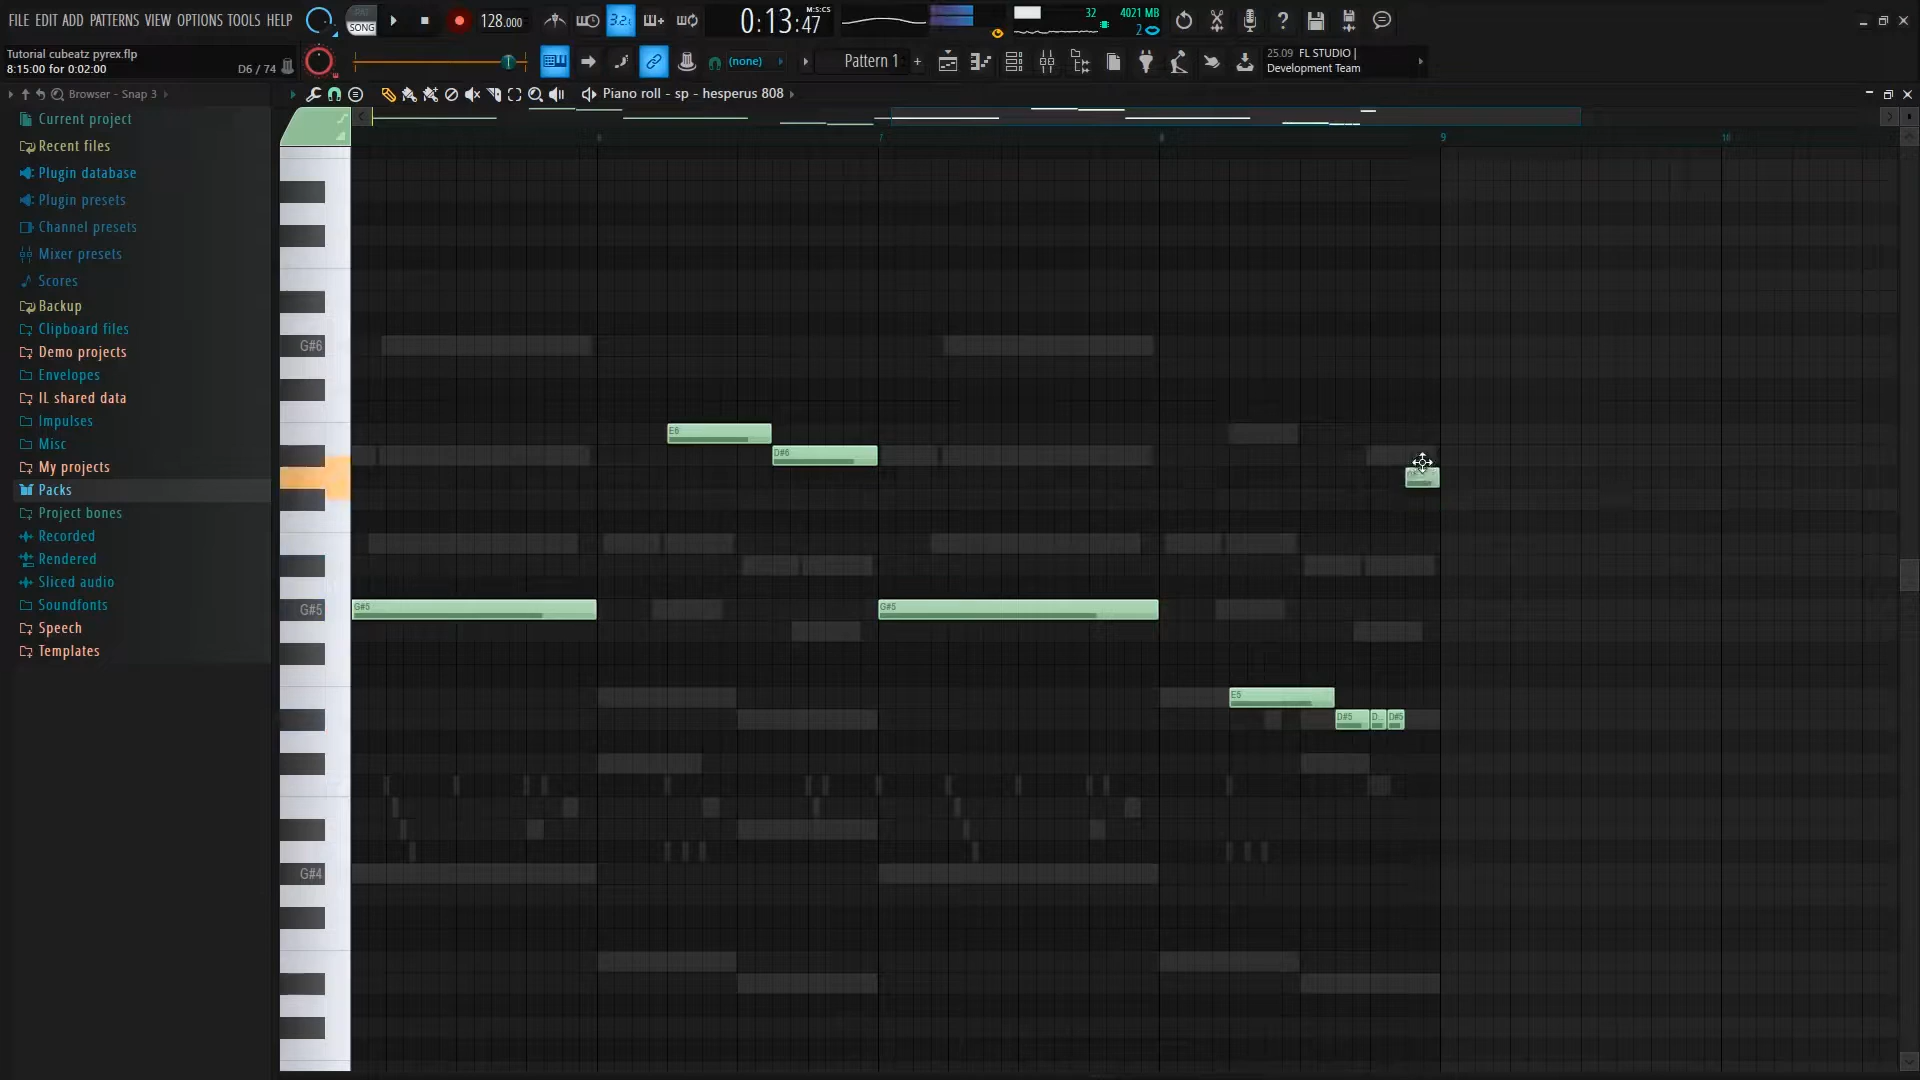 FILE EDIT ADD PATTERNS VIEW OPTIONS TOOLS HELP
PAT
SONG
128.000
3.2.
0:13:47
M:S:CS
32
4021 MB
2
Tutorial cubeatz pyrex.flp
8:15:00 for 0:02:00
D6 / 74
(none)
Pattern 1
25.09 FL STUDIO |
Development Team
Browser - Snap 3
Piano roll - sp - hesperus 808
Current project
Recent files
Plugin database
Plugin presets
Channel presets
Mixer presets
Scores
Backup
Clipboard files
Demo projects
Envelopes
IL shared data
Impulses
Misc
My projects
Packs
Project bones
Recorded
Rendered
Sliced audio
Soundfonts
Speech
Templates
7
9
10
G#6
E6
D#6
G#5
G#5
G#5
E5
D#5
D...
D#5
G#4